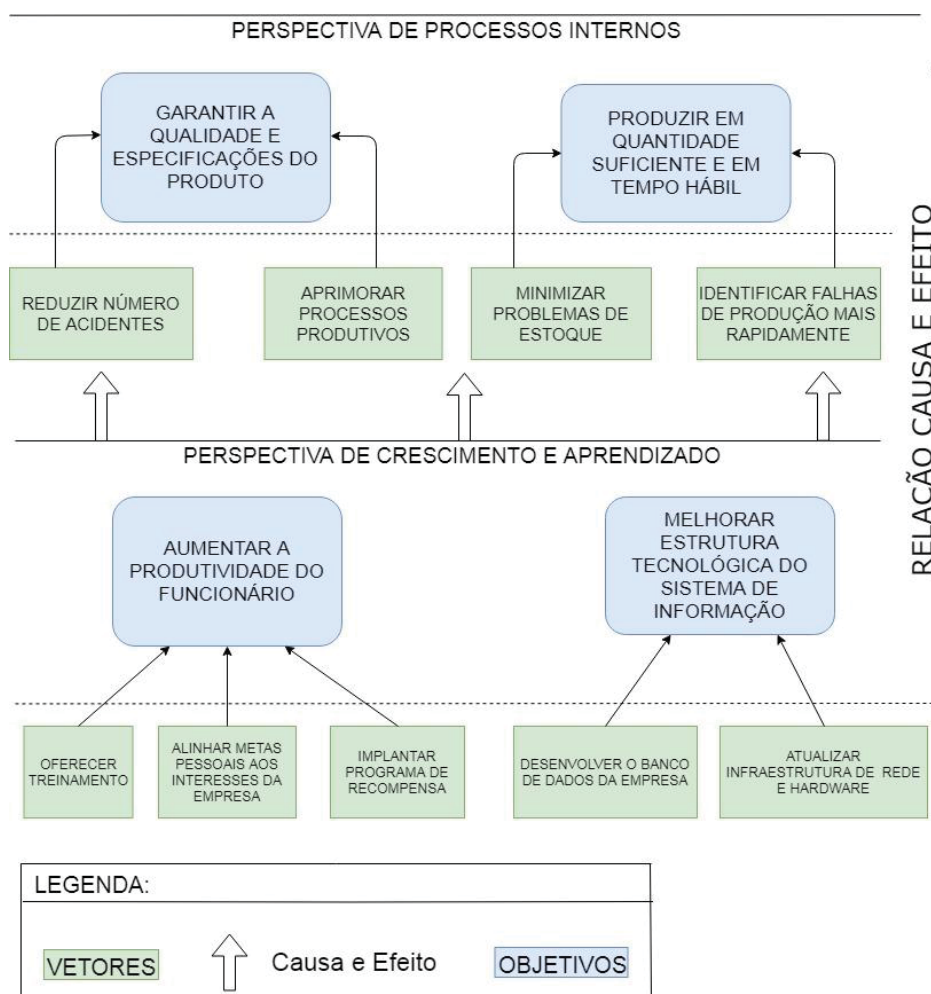 PERSPECTIVA DE PROCESSOS INTERNOS
GARANTIR A
QUALIDADE E
ESPECIFICAÇÕES DO
PRODUTO
PRODUZIR EM
QUANTIDADE
SUFICIENTE E EM
TEMPO HÁBIL
REDUZIR NÚMERO
DE ACIDENTES
APRIMORAR
PROCESSOS
PRODUTIVOS
MINIMIZAR
PROBLEMAS DE
ESTOQUE
IDENTIFICAR FALHAS
DE PRODUÇÃO MAIS
RAPIDAMENTE
RELAÇÃO CAUSA E EFEITO
PERSPECTIVA DE CRESCIMENTO E APRENDIZADO
AUMENTAR A
PRODUTIVIDADE DO
FUNCIONÁRIO
MELHORAR
ESTRUTURA
TECNOLÓGICA DO
SISTEMA DE
INFORMAÇÃO
OFERECER
TREINAMENTO
ALINHAR METAS
PESSOAIS AOS
INTERESSES DA
EMPRESA
IMPLANTAR
PROGRAMA DE
RECOMPENSA
DESENVOLVER O BANCO
DE DADOS DA EMPRESA
ATUALIZAR
INFRAESTRUTURA DE REDE
E HARDWARE
LEGENDA:
VETORES
Causa e Efeito
OBJETIVOS